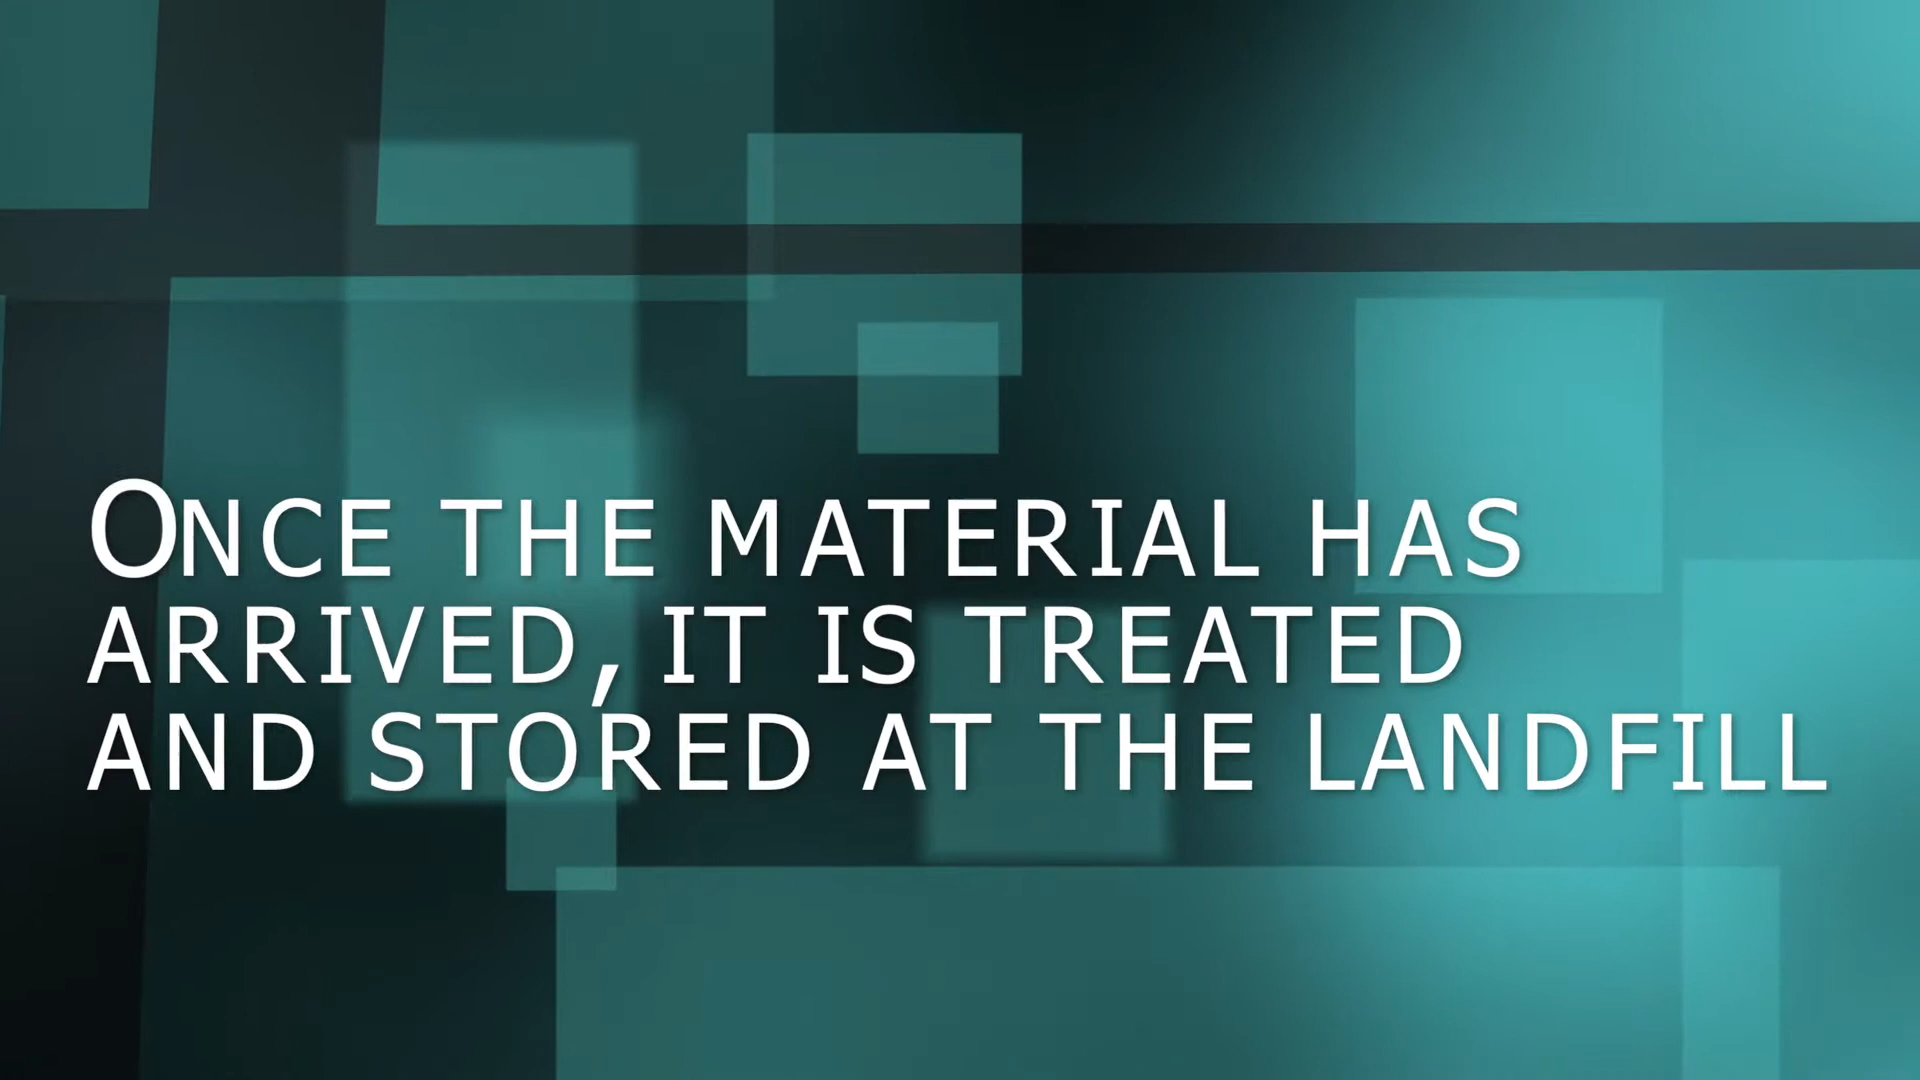 Once the material has
arrived, it is treated
and stored at the landfill